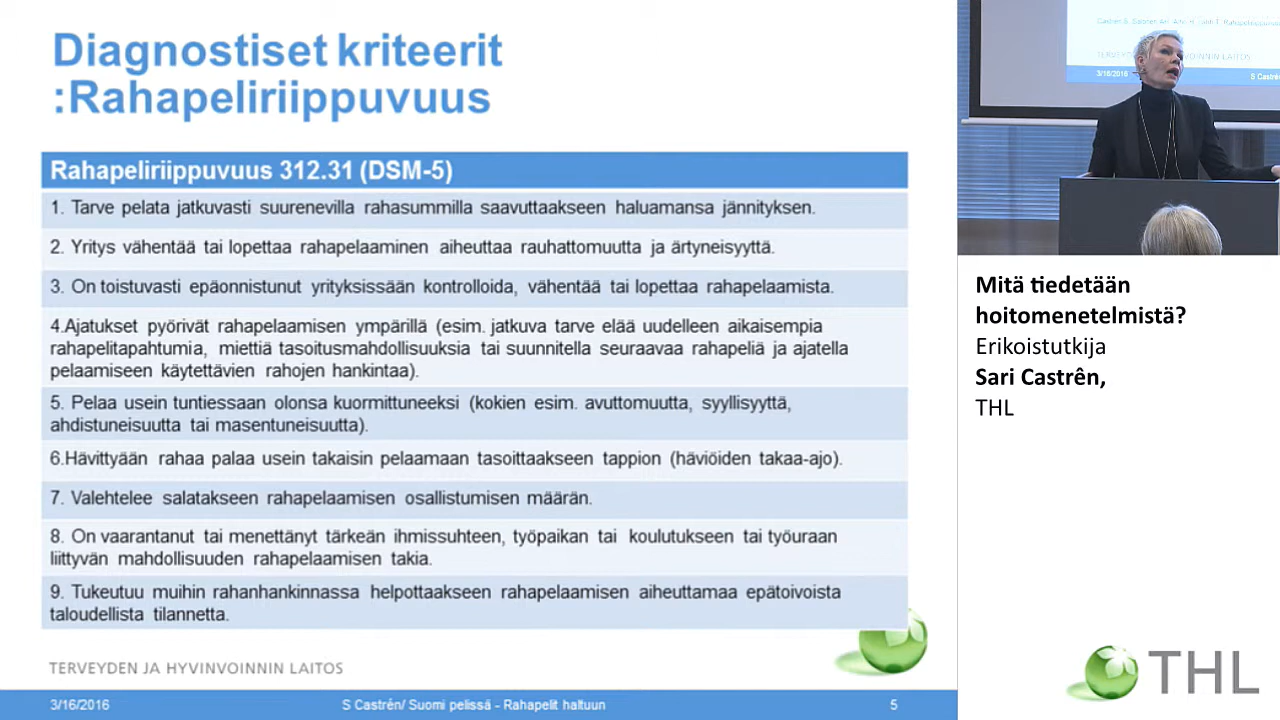 Diagnostiset kriteerit
:Rahapeliriippuvuus
Rahapeliriippuvuus 312.31 (DSM-5)
1. Tarve pelata jatkuvasti suurenevilla rahasummilla saavuttaakseen haluamansa jännityksen.
2. Yritys vähentää tai lopettaa rahapelaaminen aiheuttaa rauhattomuutta ja ärtyneisyyttä.
3. On toistuvasti epäonnistunut yrityksissään kontrolloida, vähentää tai lopettaa rahapelaamista.
4.Ajatukset pyörivät rahapelaamisen ympärillä (esim. jatkuva tarve elää uudelleen aikaisempia
rahapelitapahtumia, miettiä tasoitusmahdollisuuksia tai suunnitella seuraavaa rahapeliä ja ajatella
pelaamiseen käytettävien rahojen hankintaa).
5. Pelaa usein tuntiessaan olonsa kuormittuneeksi (kokien esim. avuttomuutta, syyllisyyttä,
ahdistuneisuutta tai masentuneisuutta).
6.Hävittyään rahaa palaa usein takaisin pelaamaan tasoittaakseen tappion (häviöiden takaa-ajo).
7. Valehtelee salatakseen rahapelaamisen osallistumisen määrän.
8. On vaarantanut tai menettänyt tärkeän ihmissuhteen, työpaikan tai koulutukseen tai työuraan
liittyvän mahdollisuuden rahapelaamisen takia.
9. Tukeutuu muihin rahanhankinnassa helpottaakseen rahapelaamisen aiheuttamaa epätoivoista
taloudellista tilannetta.
TERVEYDEN JA HYVINVOINNIN LAITOS
3/16/2016 S Castrén/ Suomi pelissä - Rahapelit haltuun 5
3/16/2016 S Castrén
Mitä tiedetään
hoitomenetelmistä?
Erikoistutkija
Sari Castrên,
THL
THL